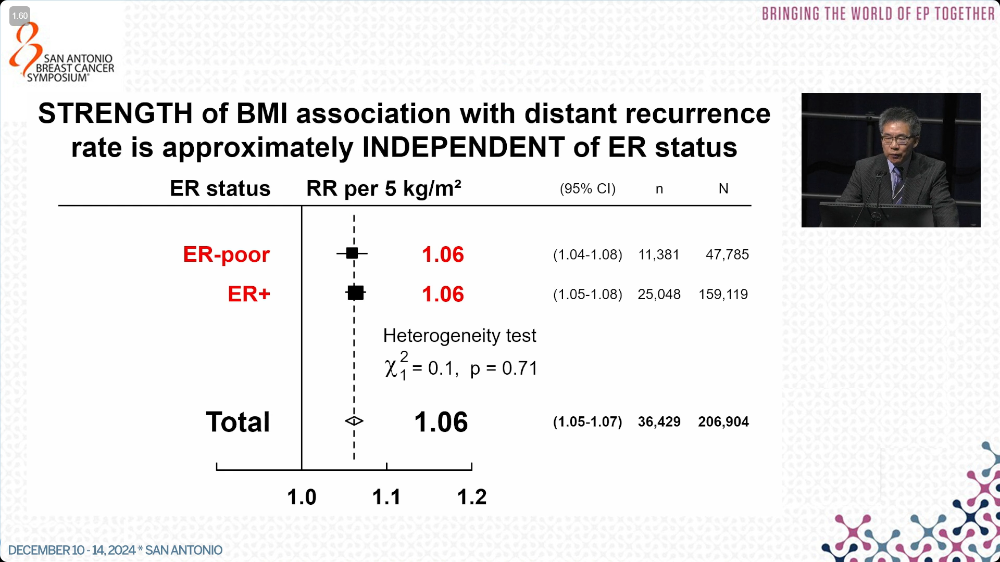 1.60
BRINGING THE WORLD OF EP TOGETHER
SAN ANTONIO
BREAST CANCER
SYMPOSIUM®
STRENGTH of BMI association with distant recurrence
rate is approximately INDEPENDENT of ER status
ER status RR per 5 kg/m² (95% CI) n N
ER-poor 1.06 (1.04-1.08) 11,381 47,785
ER+ 1.06 (1.05-1.08) 25,048 159,119
Heterogeneity test
χ²₁ = 0.1, p = 0.71
Total 1.06 (1.05-1.07) 36,429 206,904
1.0 1.1 1.2
DECEMBER 10 - 14, 2024 * SAN ANTONIO